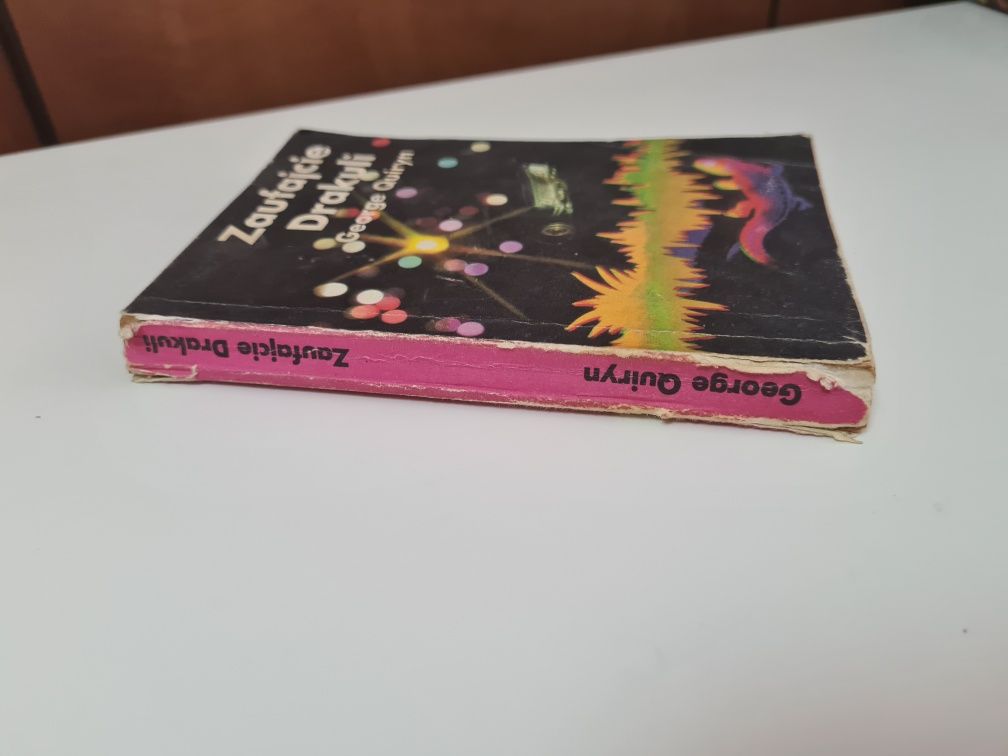 Zaufajcie
Drakuli
George Quiryn
George Quiryn
Zaufajcie Drakuli